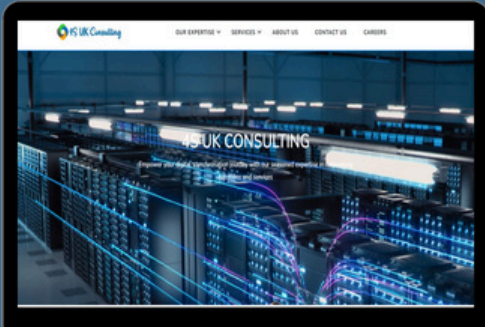 4S UK Consulting
OUR EXPERTISE SERVICES ABOUT US CONTACT US CAREERS
4S UK CONSULTING
Empower your digital transformation journey with our seasoned expertise in
and services